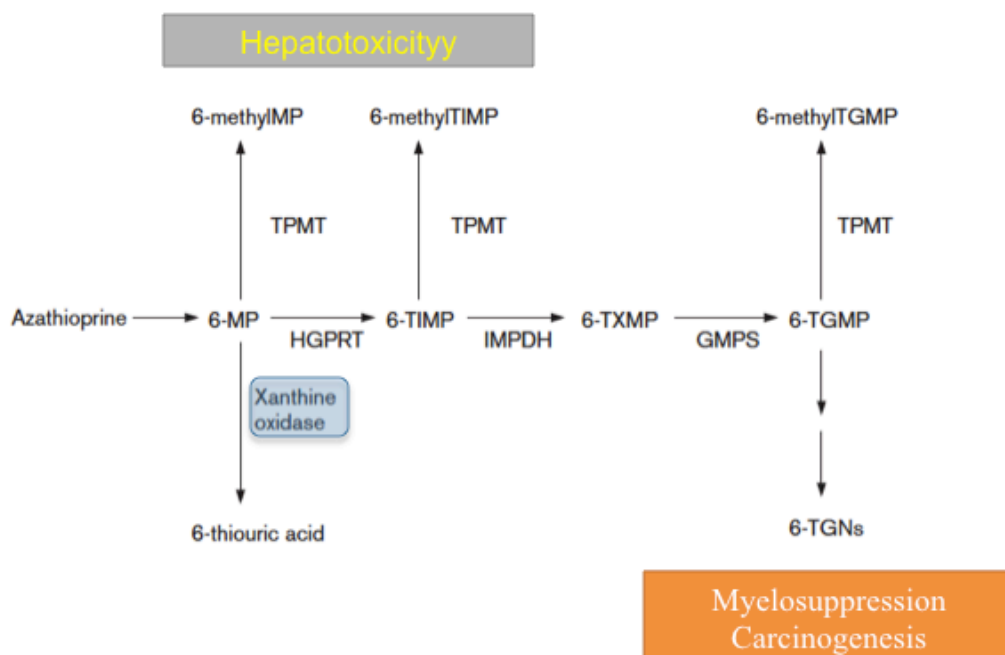 Hepatotoxicityy
6-methylMP
6-methylTIMP
6-methylTGMP
TPMT
TPMT
TPMT
Azathioprine
6-MP
6-TIMP
6-TXMP
6-TGMP
HGPRT
IMPDH
GMPS
Xanthine
oxidase
6-thiouric acid
6-TGNs
Myelosuppression
Carcinogenesis